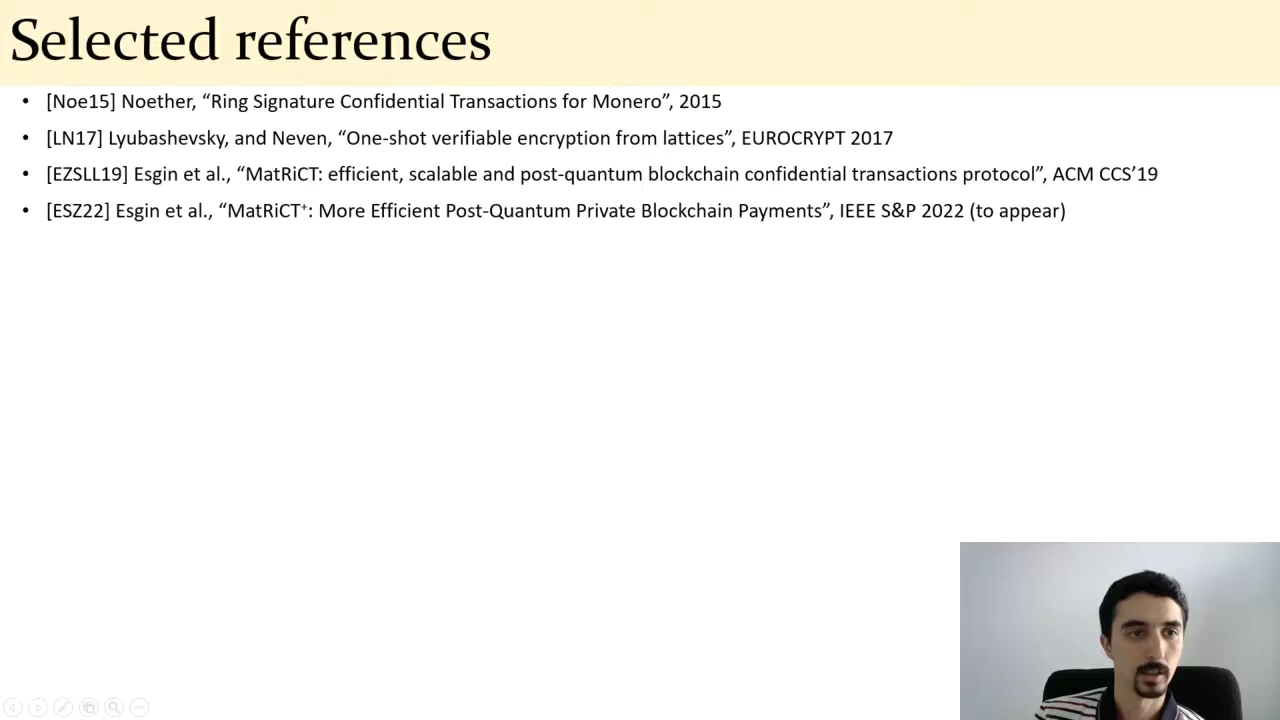 Selected references
• [Noe15] Noether, “Ring Signature Confidential Transactions for Monero”, 2015
• [LN17] Lyubashevsky, and Neven, “One-shot verifiable encryption from lattices”, EUROCRYPT 2017
• [EZSLL19] Esgin et al., “MatRiCT: efficient, scalable and post-quantum blockchain confidential transactions protocol”, ACM CCS’19
• [ESZ22] Esgin et al., “MatRiCT⁺: More Efficient Post-Quantum Private Blockchain Payments”, IEEE S&P 2022 (to appear)